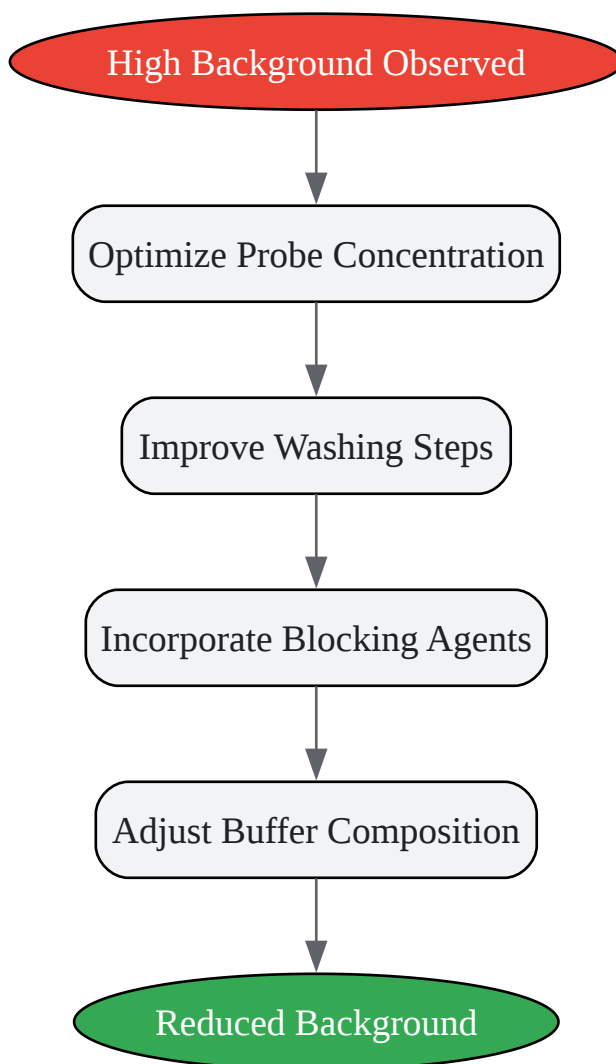 High Background Observed
Optimize Probe Concentration
Improve Washing Steps
Incorporate Blocking Agents
Adjust Buffer Composition
Reduced Background